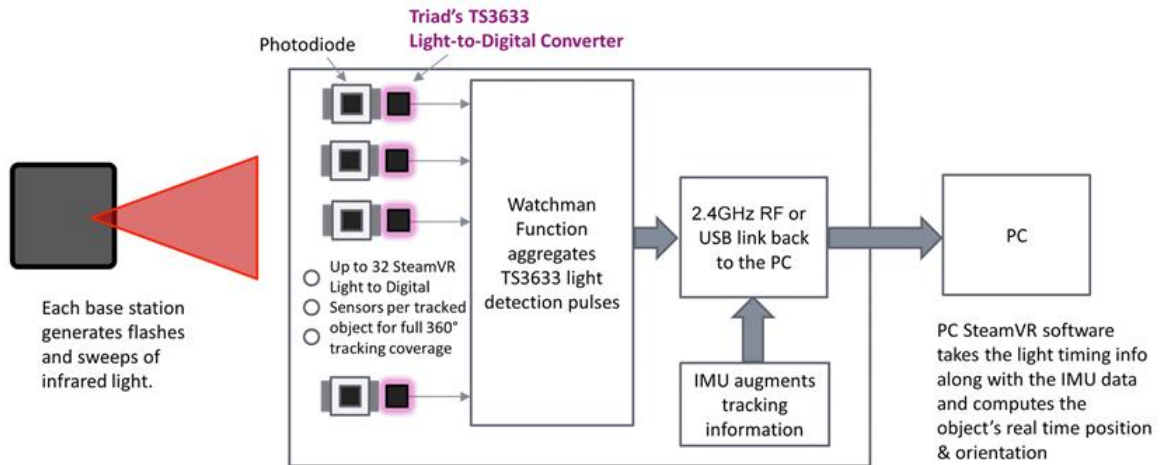 Triad's TS3633
Light-to-Digital Converter
Photodiode
Each base station
generates flashes
and sweeps of
infrared light.
Up to 32 SteamVR
Light to Digital
Sensors per tracked
object for full 360°
tracking coverage
Watchman
Function
aggregates
TS3633 light
detection pulses
2.4GHz RF or
USB link back
to the PC
IMU augments
tracking
information
PC
PC SteamVR software
takes the light timing info
along with the IMU data
and computes the
object's real time position
& orientation